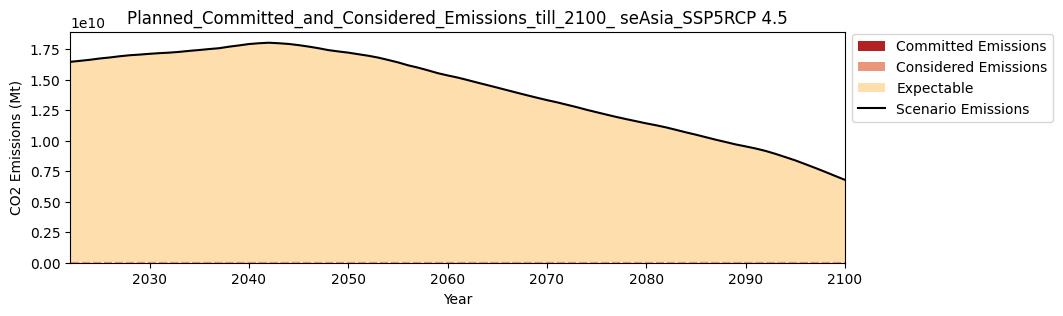 Planned_Committed_and_Considered_Emissions_till_2100_ seAsia_SSP5RCP 4.5
1e10
1.75
1.50
1.25
1.00
0.75
0.50
0.25
0.00
CO2 Emissions (Mt)
2030 2040 2050 2060 2070 2080 2090 2100
Year
Committed Emissions
Considered Emissions
Expectable
Scenario Emissions